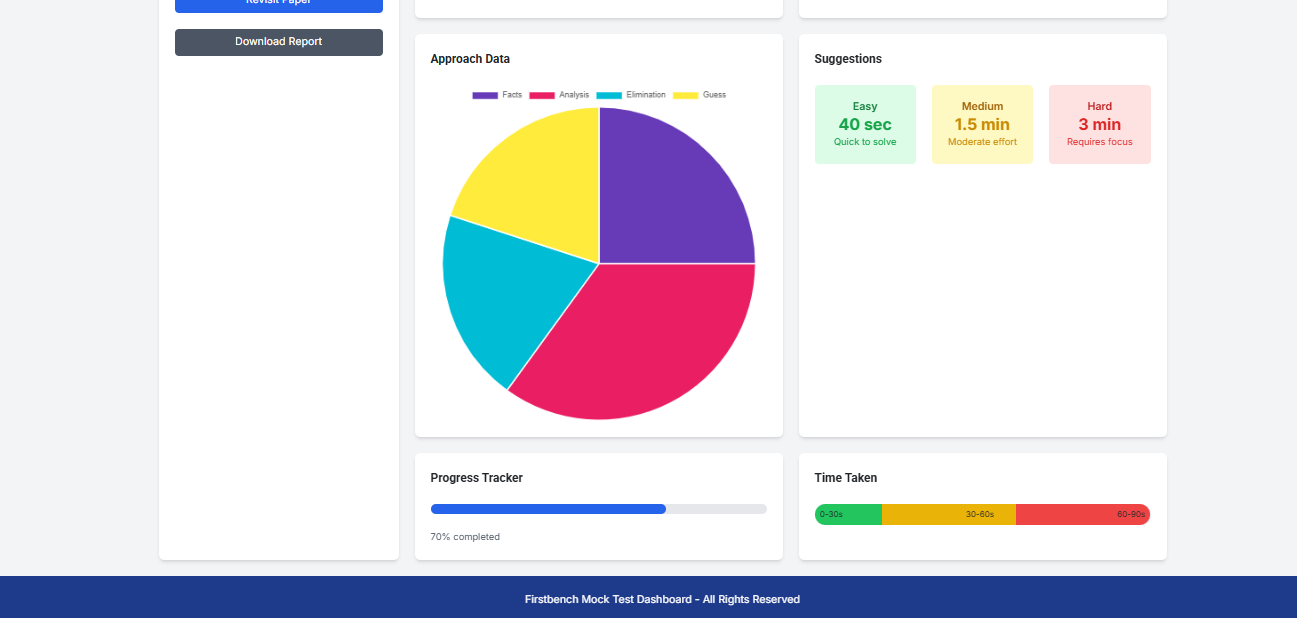 Revisit Paper
Download Report
Approach Data
Facts Analysis Elimination Guess
Suggestions
Easy
40 sec
Quick to solve
Medium
1.5 min
Moderate effort
Hard
3 min
Requires focus
Progress Tracker
70% completed
Time Taken
0-30s 30-60s 60-90s
Firstbench Mock Test Dashboard - All Rights Reserved